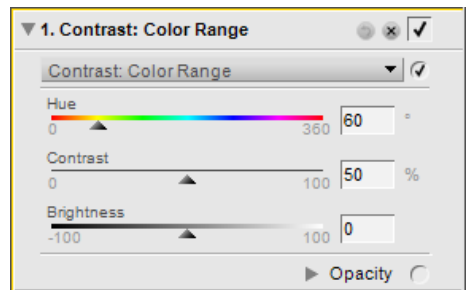 1. Contrast: Color Range
Contrast: Color Range
Hue
0 360 60 °
Contrast
0 100 50 %
Brightness
-100 100 0
Opacity